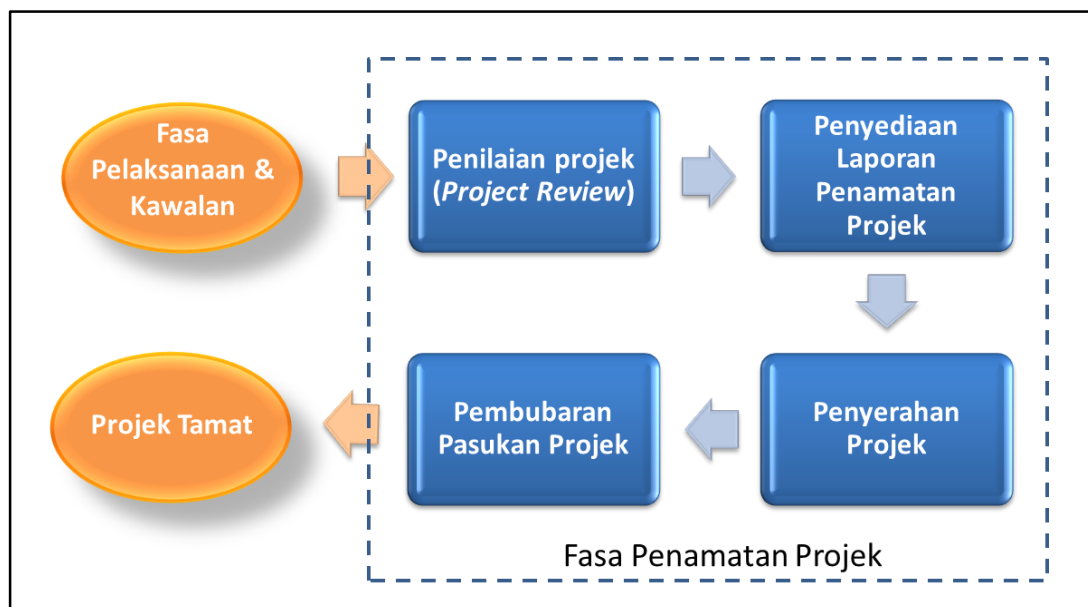 Fasa
Pelaksanaan &
Kawalan
Penilaian projek
(Project Review)
Penyediaan
Laporan
Penamatan
Projek
Penyerahan
Projek
Pembubaran
Pasukan Projek
Projek Tamat
Fasa Penamatan Projek